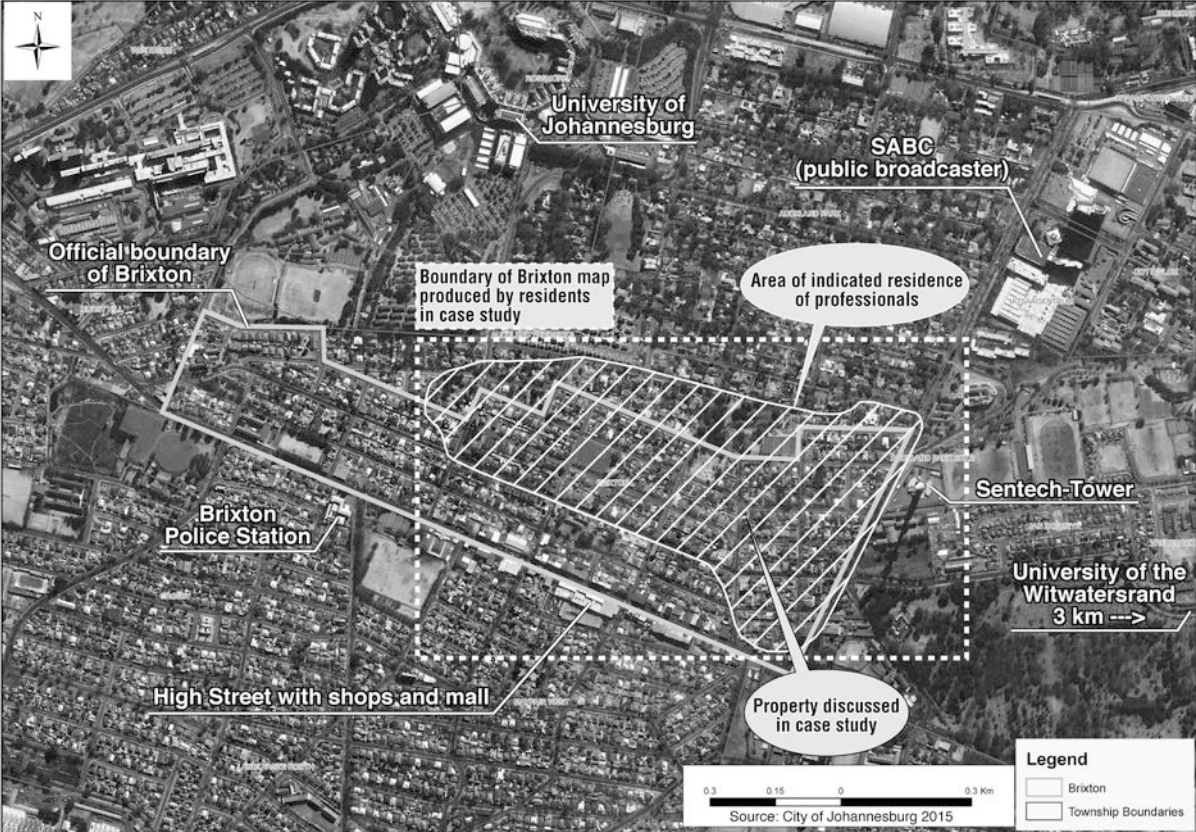 N
University of
Johannesburg
SABC
(public broadcaster)
AUCKLAND PARK
Official boundary
of Brixton
Boundary of Brixton map
produced by residents
in case study
Area of indicated residence
of professionals
BRIXTON
Sentech-Tower
Brixton
Police Station
University of the
Witwatersrand
3 km --->
High Street with shops and mall
Property discussed
in case study
Legend
Brixton
Township Boundaries
0.3 0.15 0 0.3 Km
Source: City of Johannesburg 2015